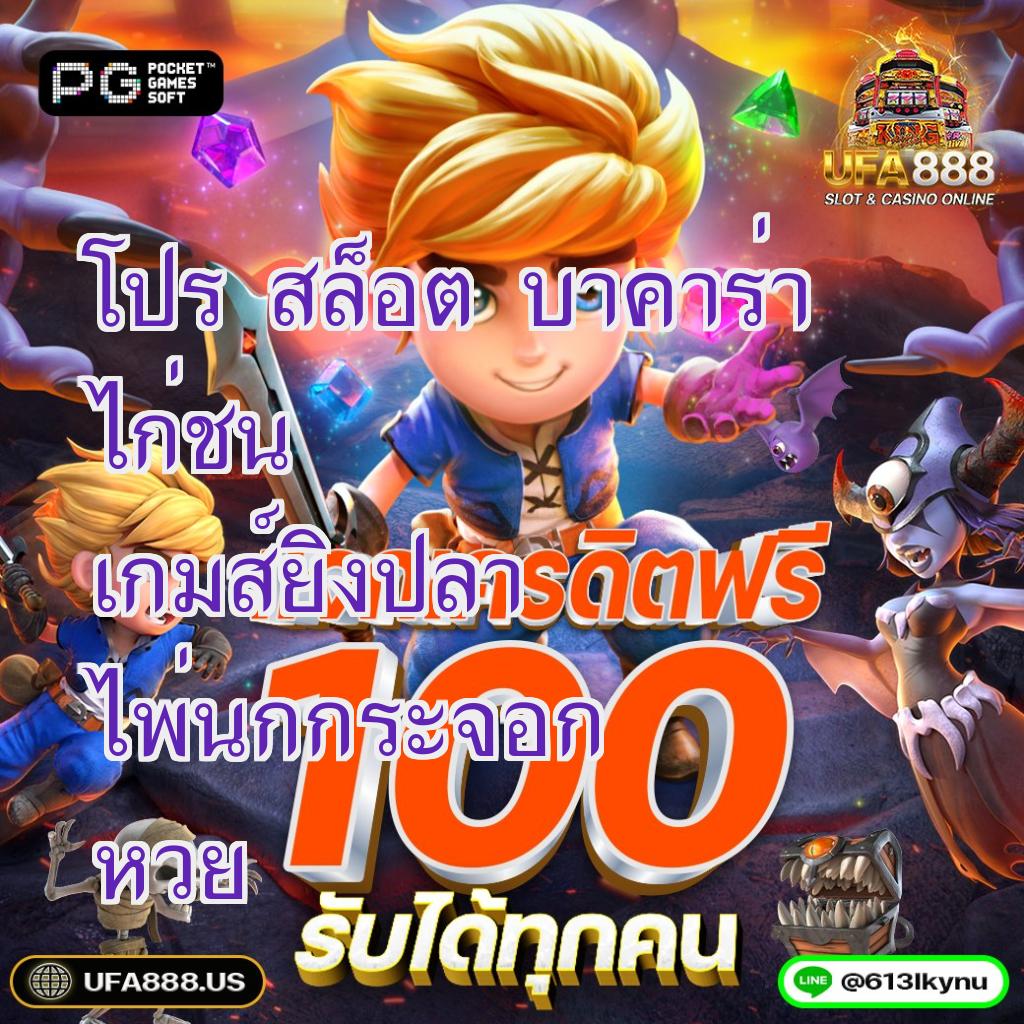 PG POCKET GAMES SOFT™
UFA888
SLOT & CASINO ONLINE
โปร สล็อต บาคาร่า
ไก่ชน
เกมส์ยิงปลา
เครดิตฟรี
ไพ่นกกระจอก
100
หวย
รับได้ทุกคน
UFA888.US
LINE @613lkynu